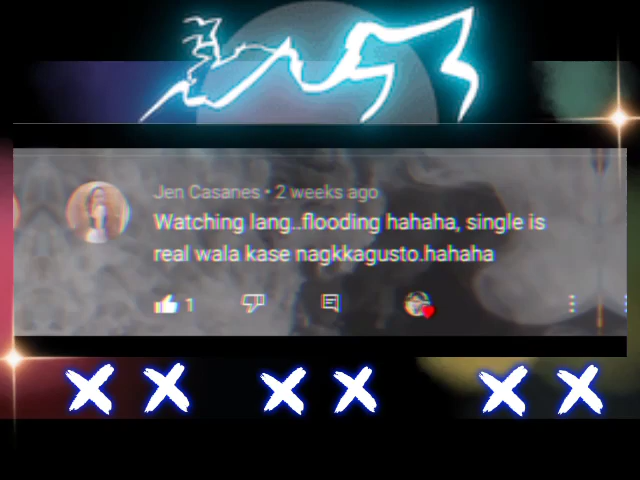 Jen Casanes • 2 weeks ago
Watching lang..flooding hahaha, single is
real wala kase nagkkagusto.hahaha
1